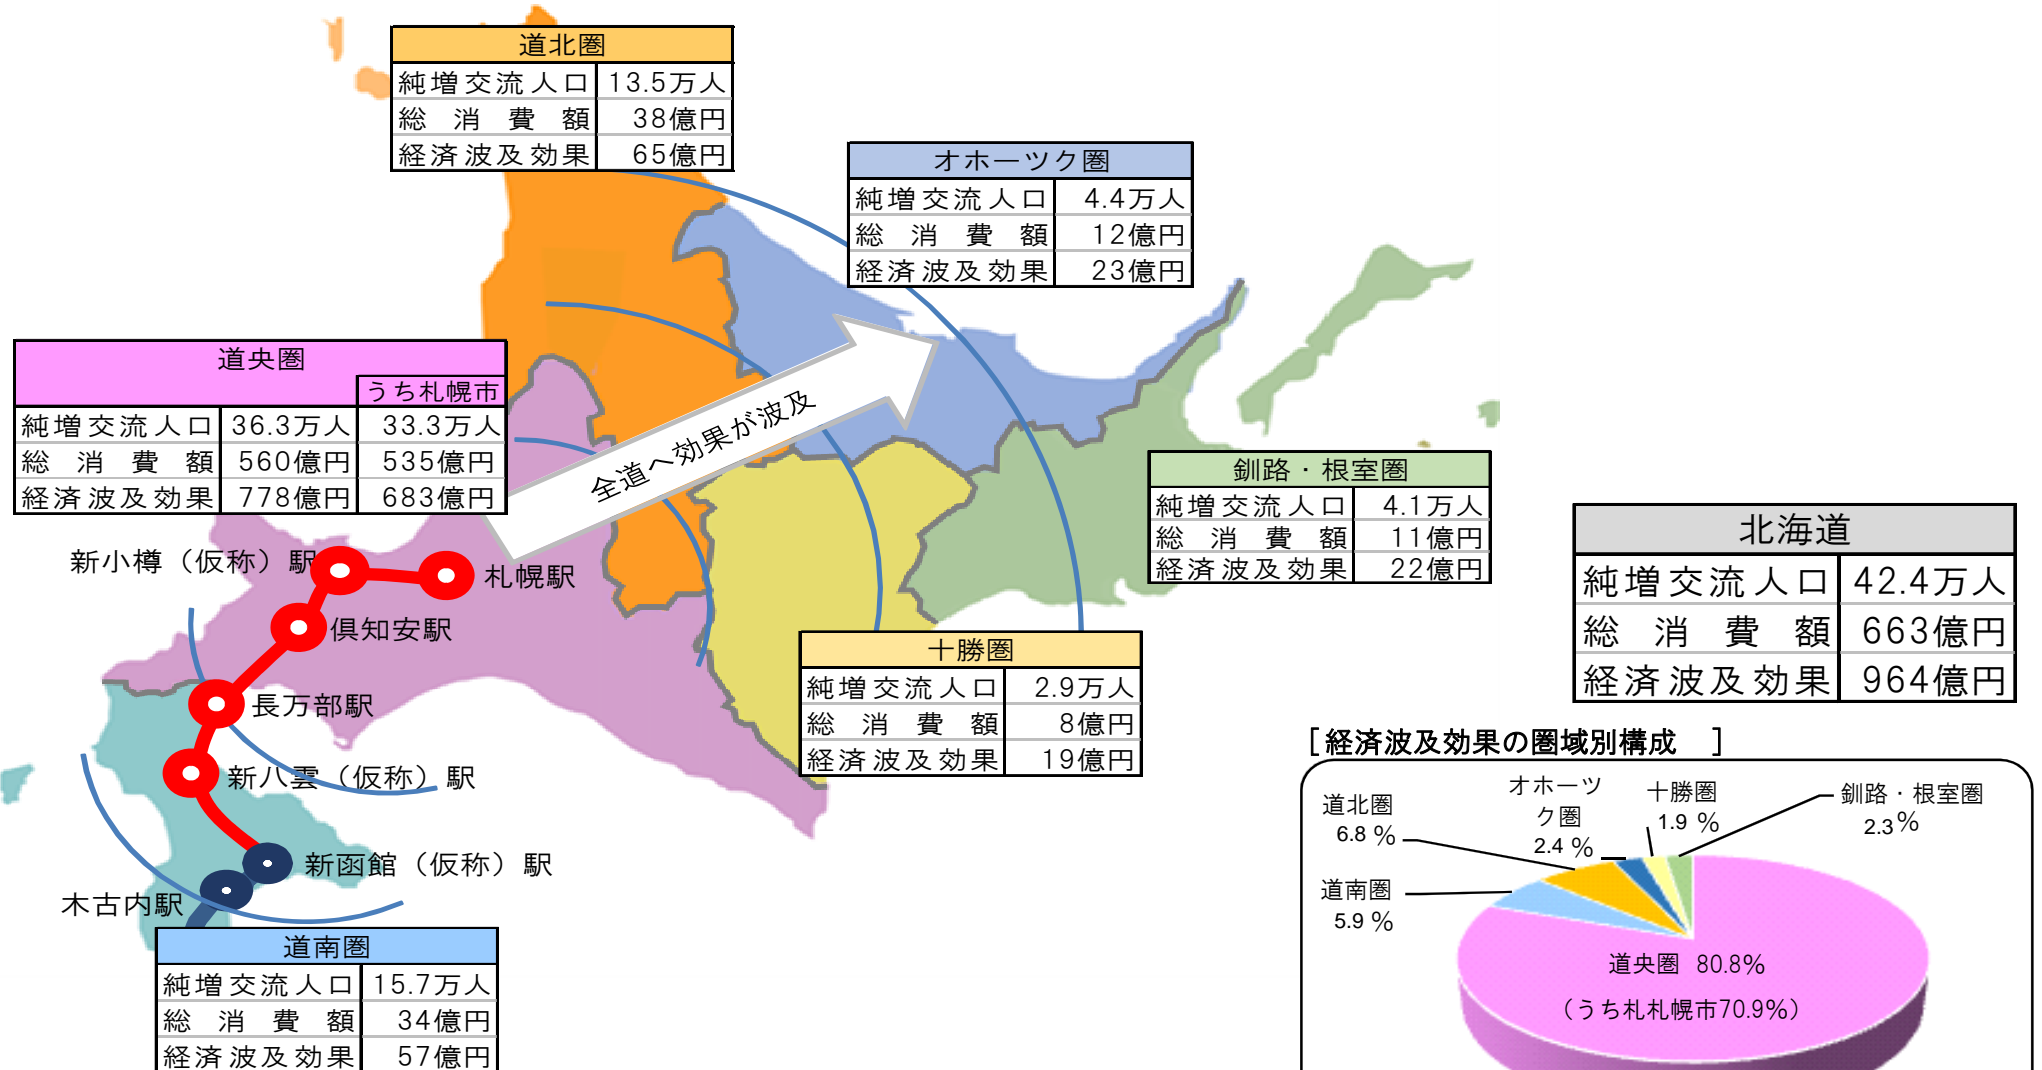 道北圏
純増交流人口 13.5万人
総消費額 38億円
経済波及効果 65億円
オホーツク圏
純増交流人口 4.4万人
総消費額 12億円
経済波及効果 23億円
道央圏
うち札幌市
純増交流人口 36.3万人 33.3万人
総消費額 560億円 535億円
経済波及効果 778億円 683億円
全道へ効果が波及
釧路・根室圏
純増交流人口 4.1万人
総消費額 11億円
経済波及効果 22億円
北海道
純増交流人口 42.4万人
総消費額 663億円
経済波及効果 964億円
新小樽（仮称）駅
札幌駅
倶知安駅
長万部駅
新八雲（仮称）駅
新函館（仮称）駅
木古内駅
十勝圏
純増交流人口 2.9万人
総消費額 8億円
経済波及効果 19億円
道南圏
純増交流人口 15.7万人
総消費額 34億円
経済波及効果 57億円
［経済波及効果の圏域別構成　］
道北圏
6.8 %
オホーツ
ク圏
2.4 %
十勝圏
1.9 %
釧路・根室圏
2.3%
道南圏
5.9 %
道央圏 80.8%
（うち札札幌市70.9%）